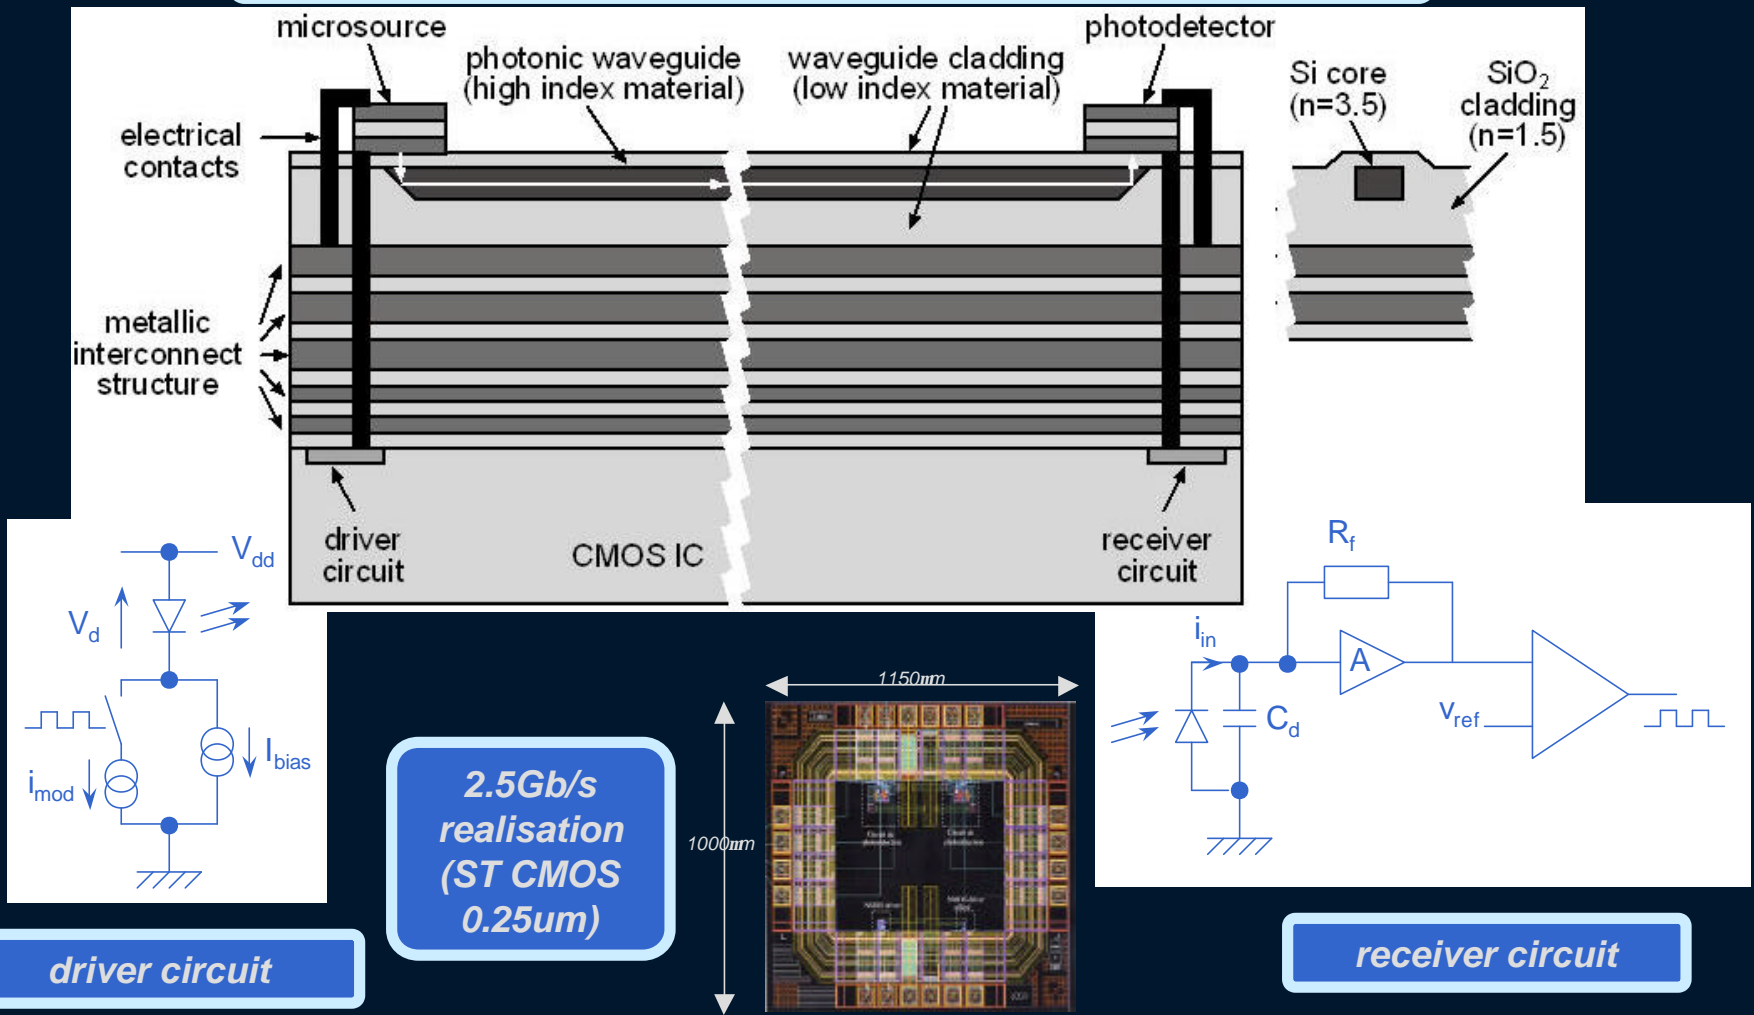 microsource
photodetector
photonic waveguide
(high index material)
waveguide cladding
(low index material)
Si core
(n=3.5)
SiO2
cladding
(n=1.5)
electrical
contacts
metallic
interconnect
structure
driver
circuit
CMOS IC
receiver
circuit
Vdd
Vd
imod
Ibias
Rf
iin
A
Cd
vref
1150mm
1000mm
2.5Gb/s
realisation
(ST CMOS
0.25um)
driver circuit
receiver circuit